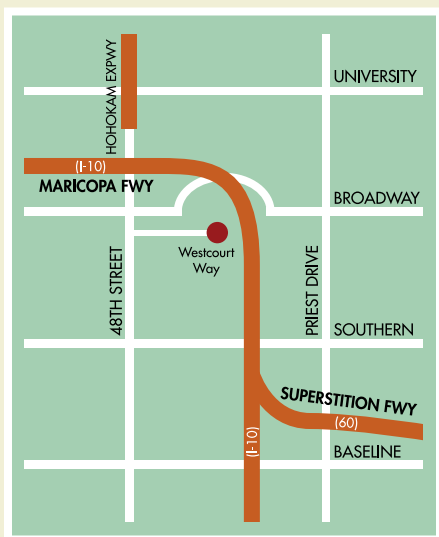 HOHOKAM EXPWY
UNIVERSITY
(I-10)
MARICOPA FWY
BROADWAY
Westcourt
Way
48TH STREET
PRIEST DRIVE
SOUTHERN
SUPERSTITION FWY
(60)
(I-10)
BASELINE